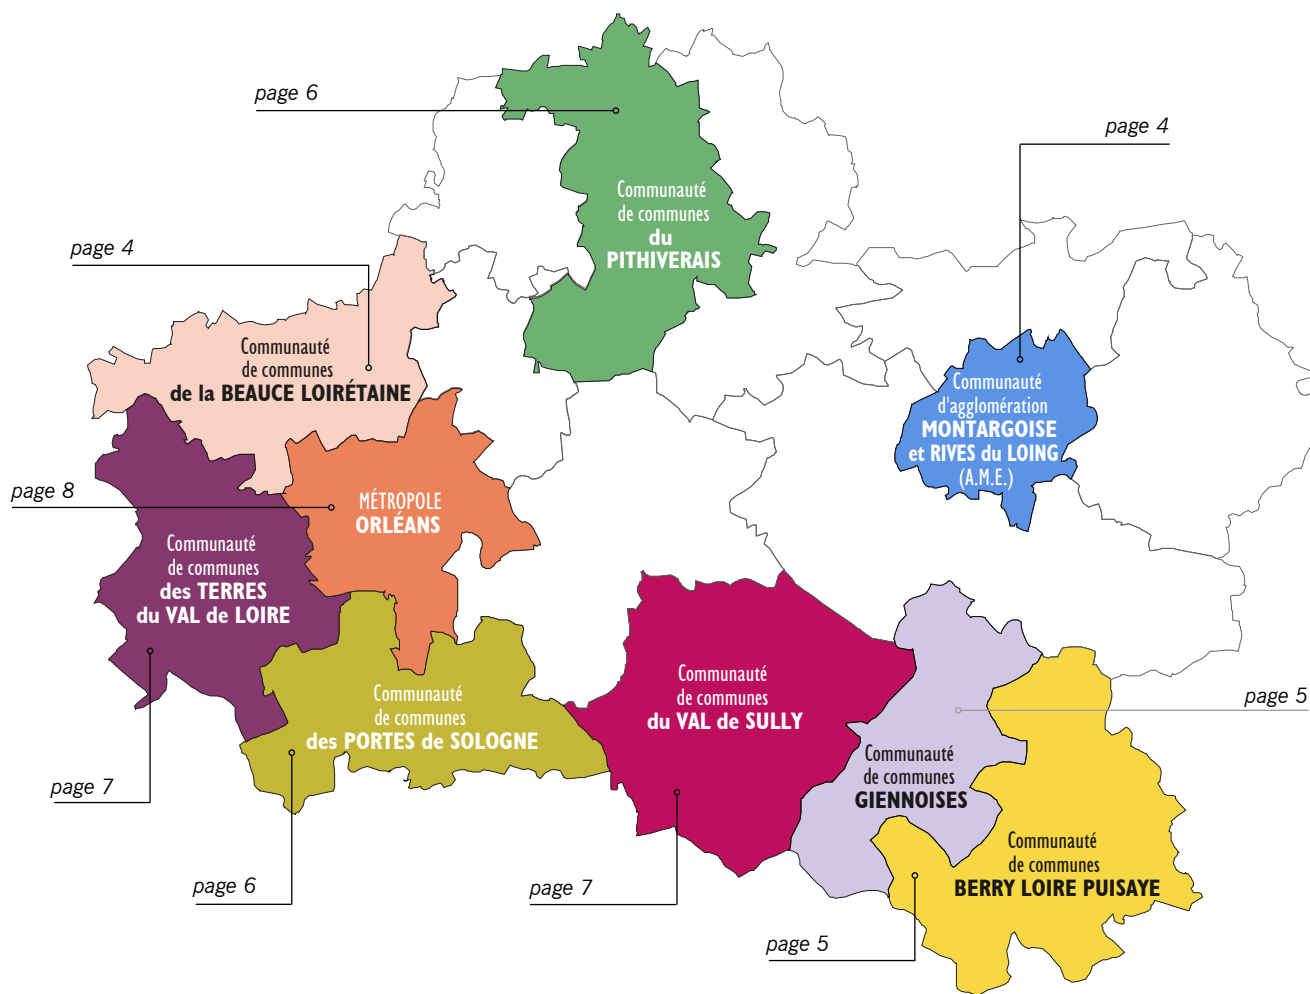 page 6
page 4
Communauté
de communes
du
PITHIVERAIS
page 4
Communauté
de communes
de la BEAUCE LOIRÉTAINE
Communauté
d'agglomération
MONTARGOISE
et RIVES du LOING
(A.M.E.)
page 8
MÉTROPOLE
ORLÉANS
Communauté
de communes
des TERRES
du VAL de LOIRE
Communauté
de communes
du VAL de SULLY
Communauté
de communes
des PORTES de SOLOGNE
page 5
Communauté
de communes
GIENNOISES
page 7
Communauté
de communes
BERRY LOIRE PUISAYE
page 6
page 7
page 5